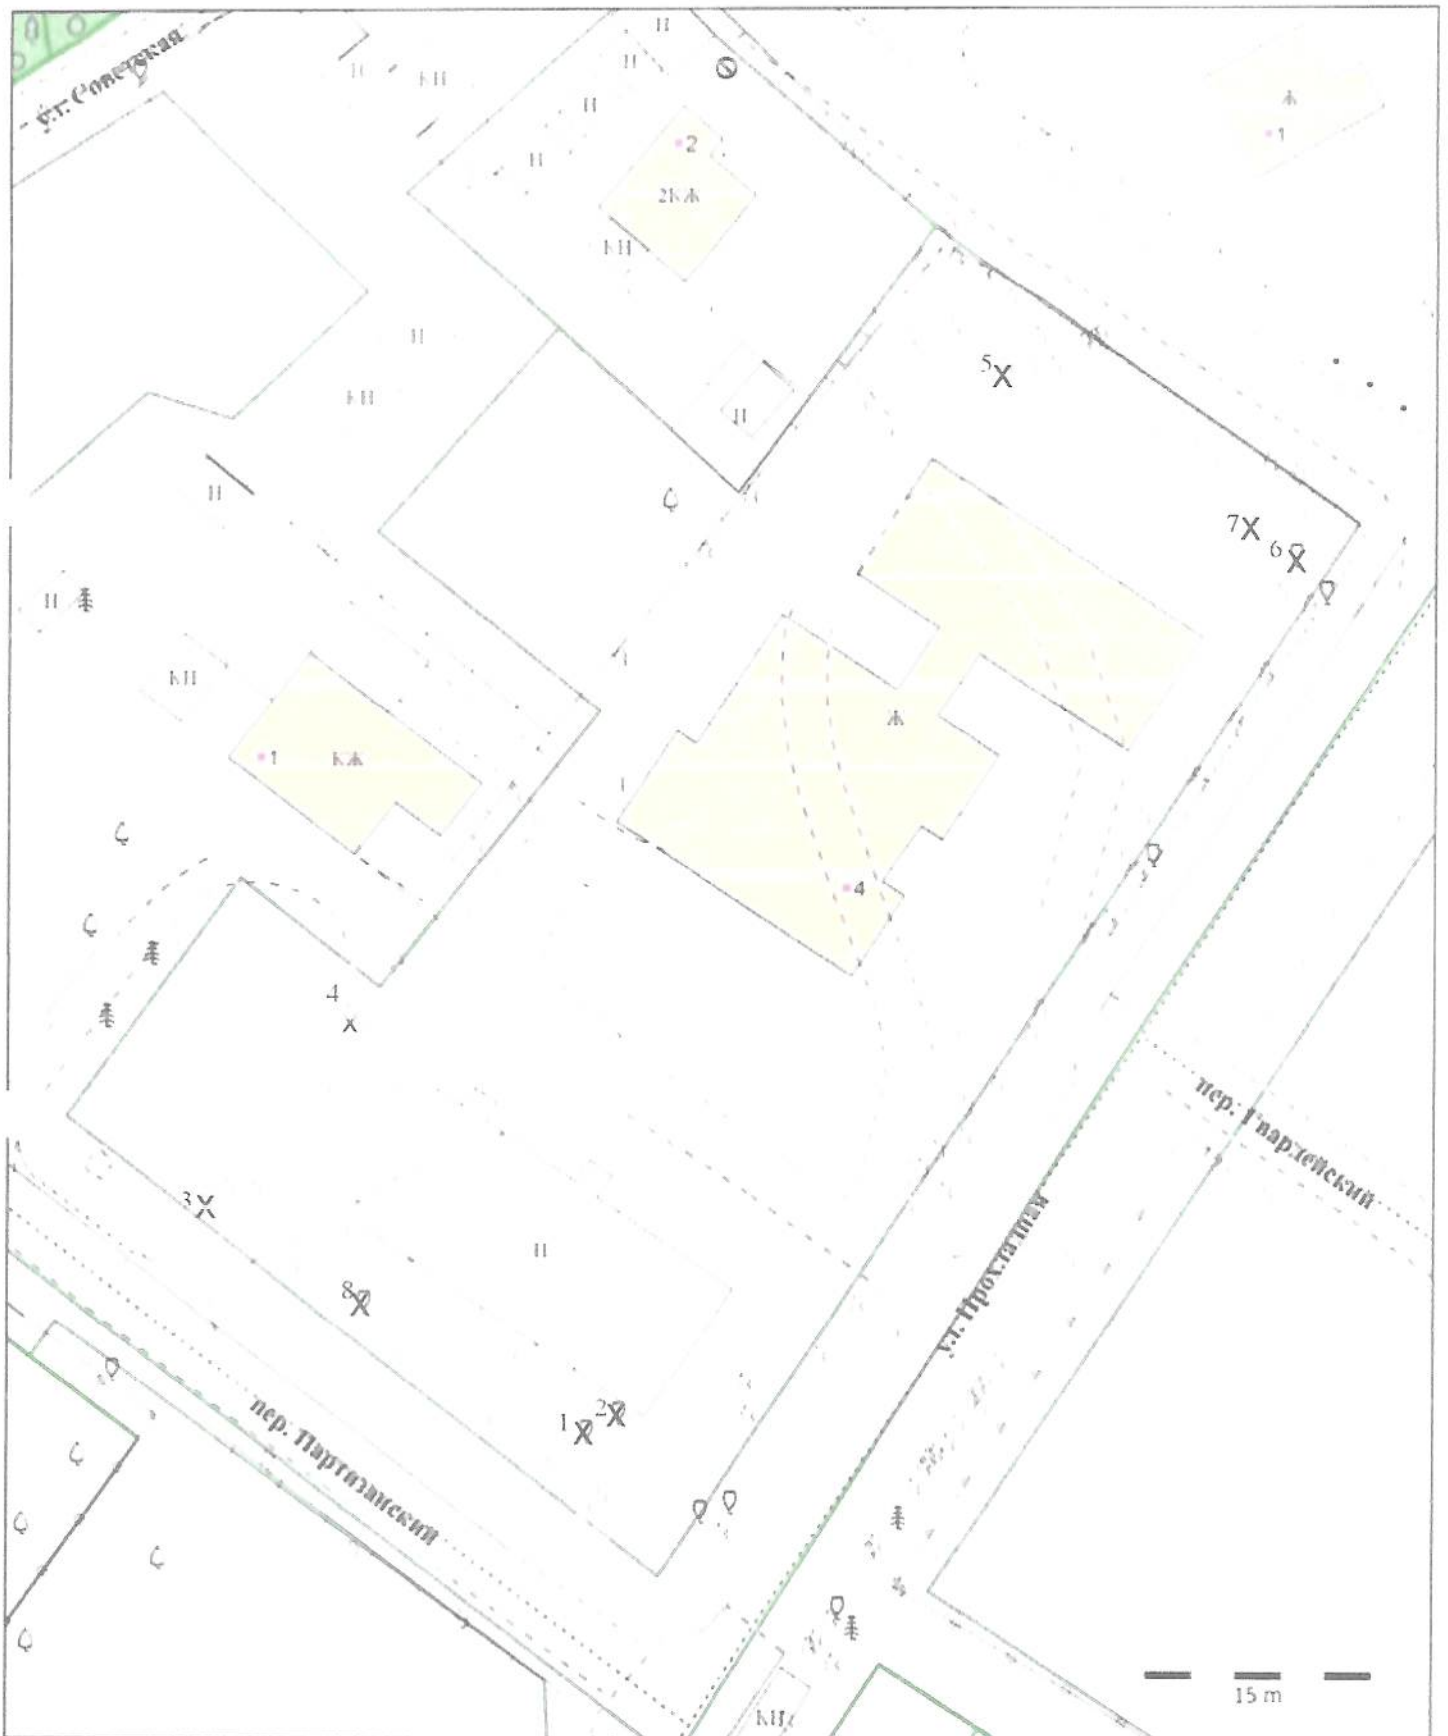 ул. Советская
Н
КН
Н
Н
Н
2
2КЖ
КН
Ж
1
Н
КН
5
Н
7
6
Н
Н
КН
1
КЖ
Ж
4
4
пер. Гвардейский
3
Н
8
ул. Прохладная
1
2
пер. Партизанский
15 m
КН